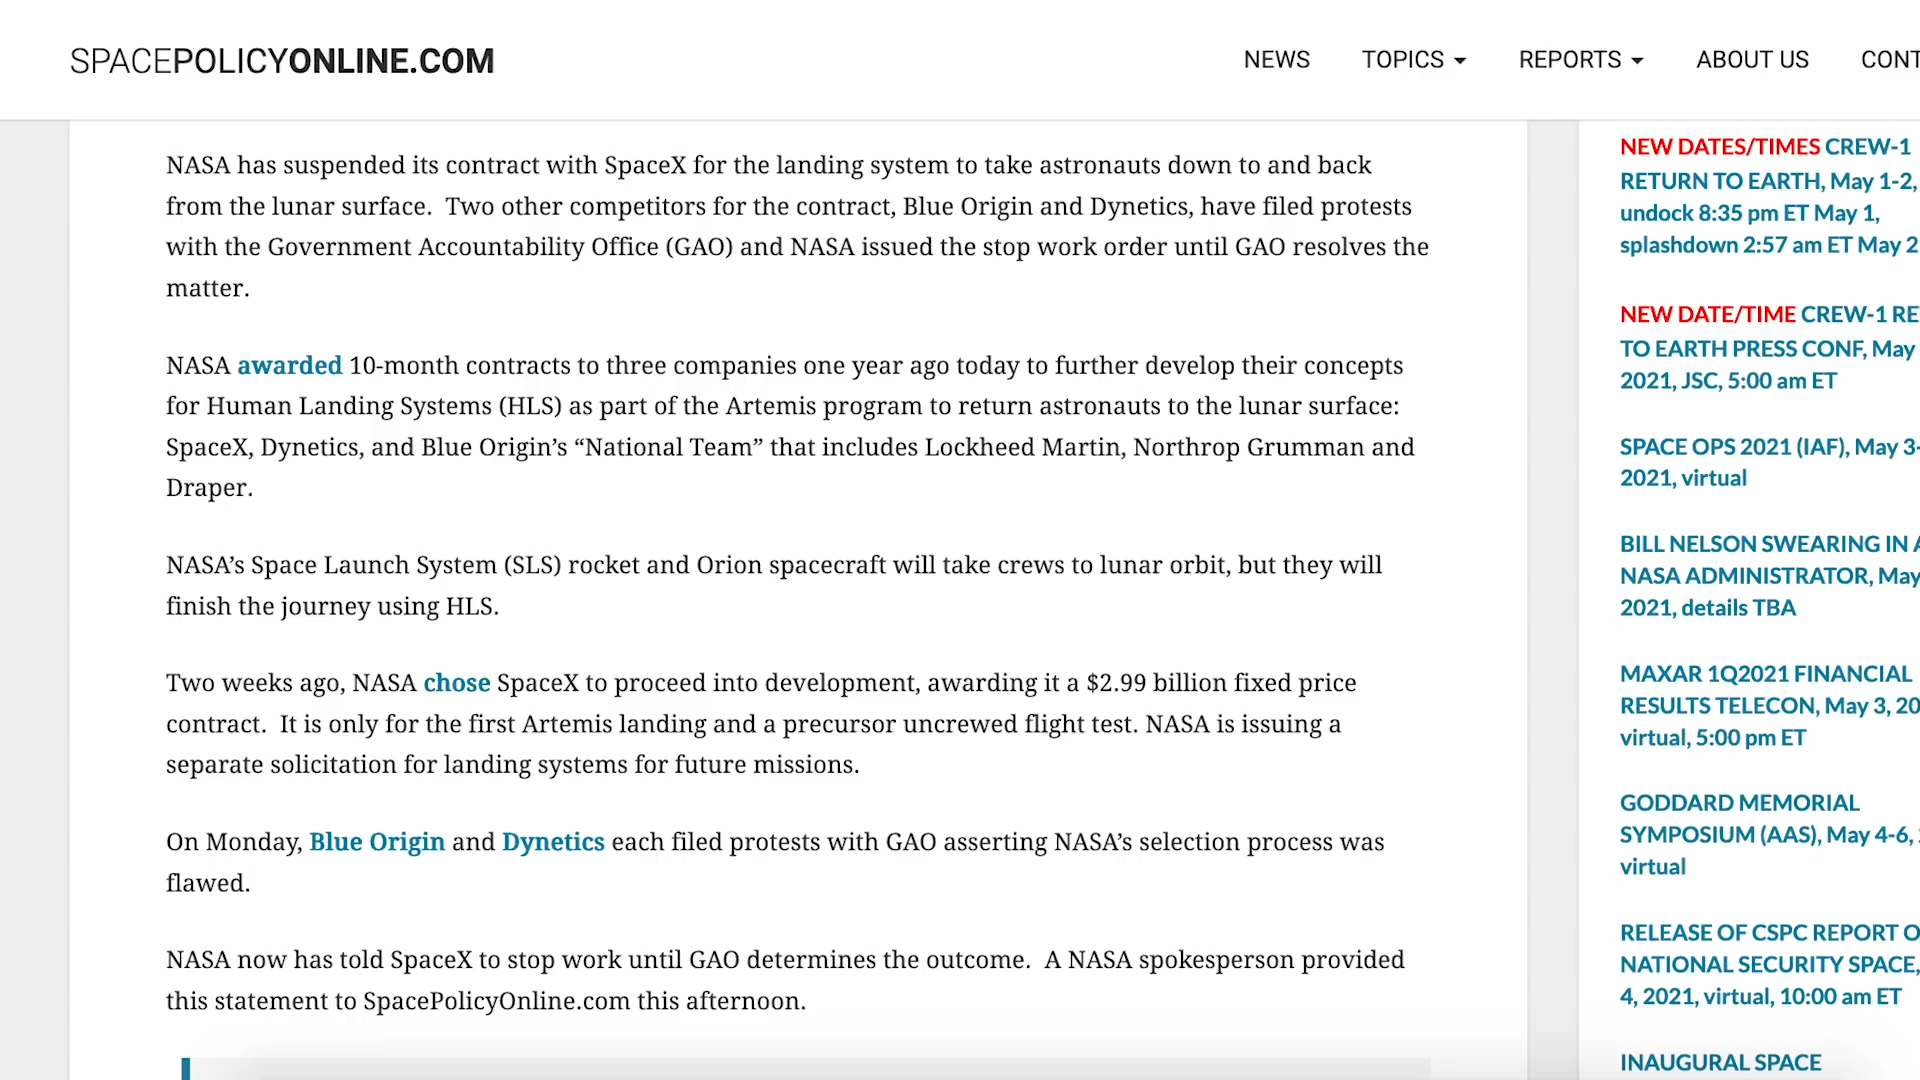 SPACEPOLICYONLINE.COM
NEWS TOPICS REPORTS ABOUT US CONT
NASA has suspended its contract with SpaceX for the landing system to take astronauts down to and back
from the lunar surface.  Two other competitors for the contract, Blue Origin and Dynetics, have filed protests
with the Government Accountability Office (GAO) and NASA issued the stop work order until GAO resolves the
matter.
NASA awarded 10-month contracts to three companies one year ago today to further develop their concepts
for Human Landing Systems (HLS) as part of the Artemis program to return astronauts to the lunar surface:
SpaceX, Dynetics, and Blue Origin’s “National Team” that includes Lockheed Martin, Northrop Grumman and
Draper.
NASA’s Space Launch System (SLS) rocket and Orion spacecraft will take crews to lunar orbit, but they will
finish the journey using HLS.
Two weeks ago, NASA chose SpaceX to proceed into development, awarding it a $2.99 billion fixed price
contract.  It is only for the first Artemis landing and a precursor uncrewed flight test. NASA is issuing a
separate solicitation for landing systems for future missions.
On Monday, Blue Origin and Dynetics each filed protests with GAO asserting NASA’s selection process was
flawed.
NASA now has told SpaceX to stop work until GAO determines the outcome.  A NASA spokesperson provided
this statement to SpacePolicyOnline.com this afternoon.
NEW DATES/TIMES CREW-1
RETURN TO EARTH, May 1-2,
undock 8:35 pm ET May 1,
splashdown 2:57 am ET May 2
NEW DATE/TIME CREW-1 RE
TO EARTH PRESS CONF, May
2021, JSC, 5:00 am ET
SPACE OPS 2021 (IAF), May 3-
2021, virtual
BILL NELSON SWEARING IN A
NASA ADMINISTRATOR, May
2021, details TBA
MAXAR 1Q2021 FINANCIAL
RESULTS TELECON, May 3, 20
virtual, 5:00 pm ET
GODDARD MEMORIAL
SYMPOSIUM (AAS), May 4-6,
virtual
RELEASE OF CSPC REPORT O
NATIONAL SECURITY SPACE,
4, 2021, virtual, 10:00 am ET
INAUGURAL SPACE